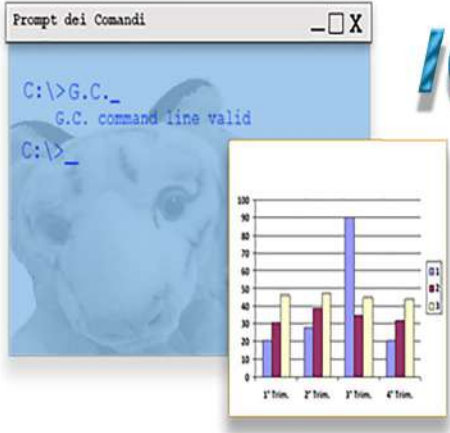 Prompt dei Comandi
_□ X
C:\>G.C._
G.C. command line valid
C:\>_
100
90
80
70
60
50
40
30
20
10
0
1° Trim. 2° Trim. 3° Trim. 4° Trim.
1
2
3